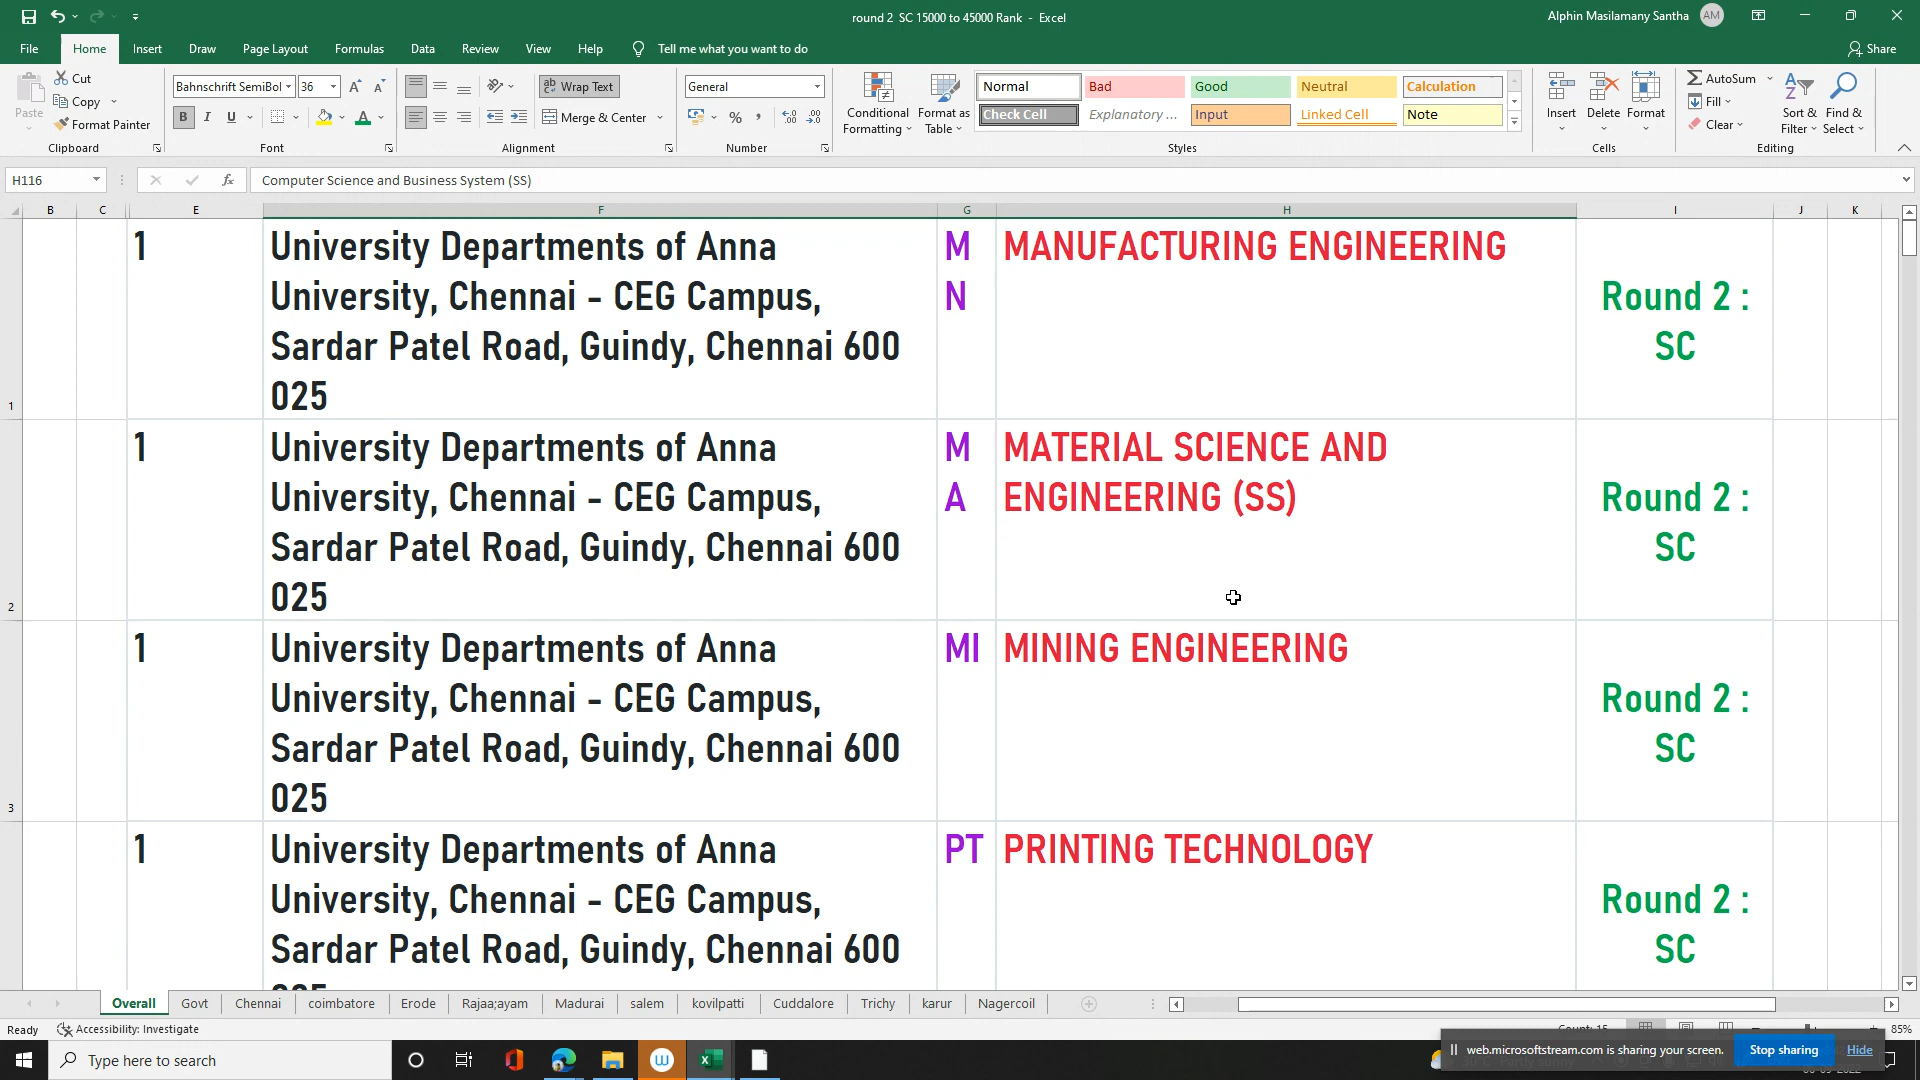 round 2  SC 15000 to 45000 Rank  -  Excel
Alphin Masilamany Santha
AM
File
Home
Insert
Draw
Page Layout
Formulas
Data
Review
View
Help
Tell me what you want to do
Share
Paste
Cut
Copy
Format Painter
Clipboard
Bahnschrift SemiBol
36
B
I
U
Font
Wrap Text
Merge & Center
Alignment
General
Number
Conditional
Formatting
Format as
Table
Normal
Bad
Good
Neutral
Calculation
Check Cell
Explanatory ...
Input
Linked Cell
Note
Styles
Insert
Delete
Format
Cells
AutoSum
Fill
Clear
Sort &
Filter
Find &
Select
Editing
H116
fx
Computer Science and Business System (SS)
B
C
E
F
G
H
I
J
K
1
1
University Departments of Anna
University, Chennai - CEG Campus,
Sardar Patel Road, Guindy, Chennai 600
025
M
N
MANUFACTURING ENGINEERING
Round 2 :
SC
2
1
University Departments of Anna
University, Chennai - CEG Campus,
Sardar Patel Road, Guindy, Chennai 600
025
M
A
MATERIAL SCIENCE AND
ENGINEERING (SS)
Round 2 :
SC
3
1
University Departments of Anna
University, Chennai - CEG Campus,
Sardar Patel Road, Guindy, Chennai 600
025
MI
MINING ENGINEERING
Round 2 :
SC
1
University Departments of Anna
University, Chennai - CEG Campus,
Sardar Patel Road, Guindy, Chennai 600
PT
PRINTING TECHNOLOGY
Round 2 :
SC
Overall
Govt
Chennai
coimbatore
Erode
Rajaa;ayam
Madurai
salem
kovilpatti
Cuddalore
Trichy
karur
Nagercoil
Ready
Accessibility: Investigate
85%
Type here to search
web.microsoftstream.com is sharing your screen.
Stop sharing
Hide